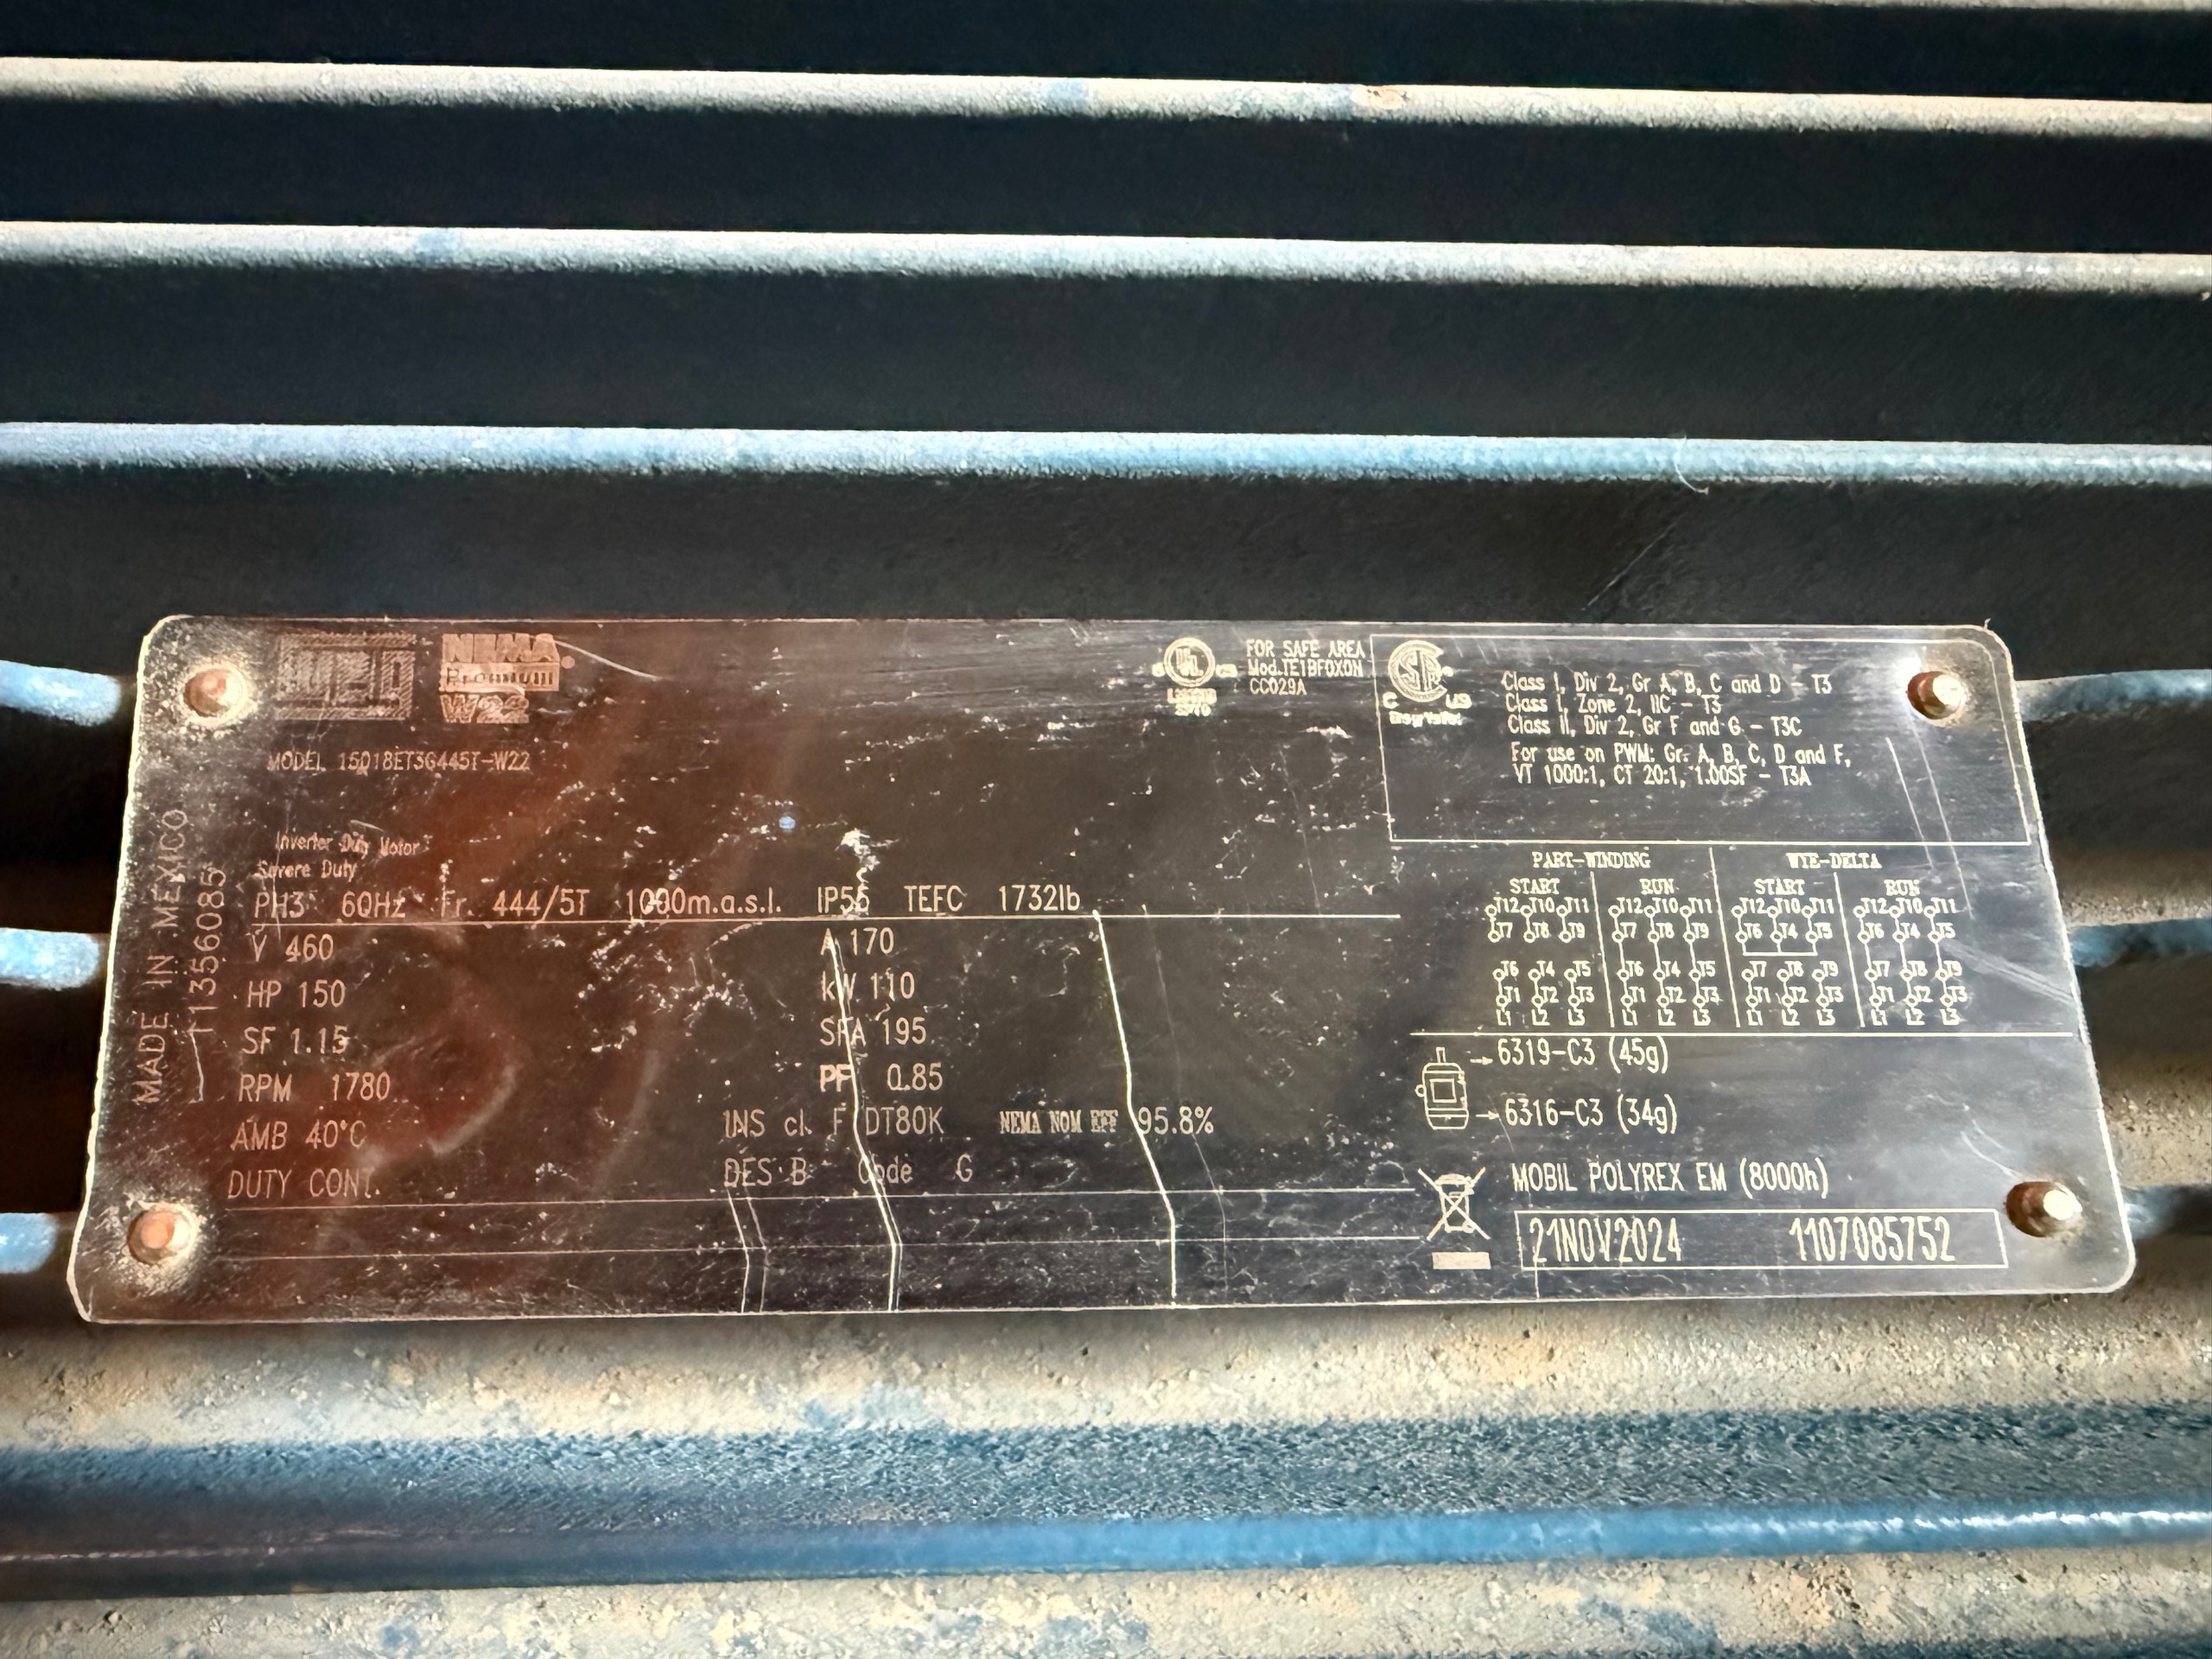 WEG
NEMA
Premium
W22
MODEL 15018ET3G445T-W22
Inverter Duty Motor
Severe Duty
PH3 60Hz Fr. 444/5T 1000m.a.s.l. IP55 TEFC 1732lb
V 460
HP 150
SF 1.15
RPM 1780
AMB 40°C
DUTY CONT.
A 170
kW 110
SFA 195
PF 0.85
INS cl. F DT80K NEMA NOM EFF 95.8%
DES B Code G
MADE IN MEXICO
11356085
UL
C US
LISTED
FOR SAFE AREA
Mod.TE1BF0X0N
CC029A
SA
C US
Class I, Div 2, Gr A, B, C and D - T3
Class I, Zone 2, IIC - T3
Class II, Div 2, Gr F and G - T3C
For use on PWM: Gr. A, B, C, D and F,
VT 1000:1, CT 20:1, 1.00SF - T3A
PART-WINDING WYE-DELTA
START RUN START RUN
T12 T10 T11 T12 T10 T11 T12 T10 T11 T12 T10 T11
T7 T8 T9 T7 T8 T9 T6 T4 T5 T6 T4 T5
T6 T4 T5 T6 T4 T5 T7 T8 T9 T7 T8 T9
T1 T2 T3 T1 T2 T3 T1 T2 T3 T1 T2 T3
L1 L2 L3 L1 L2 L3 L1 L2 L3 L1 L2 L3
6319-C3 (45g)
6316-C3 (34g)
MOBIL POLYREX EM (8000h)
21NOV2024 1107085752